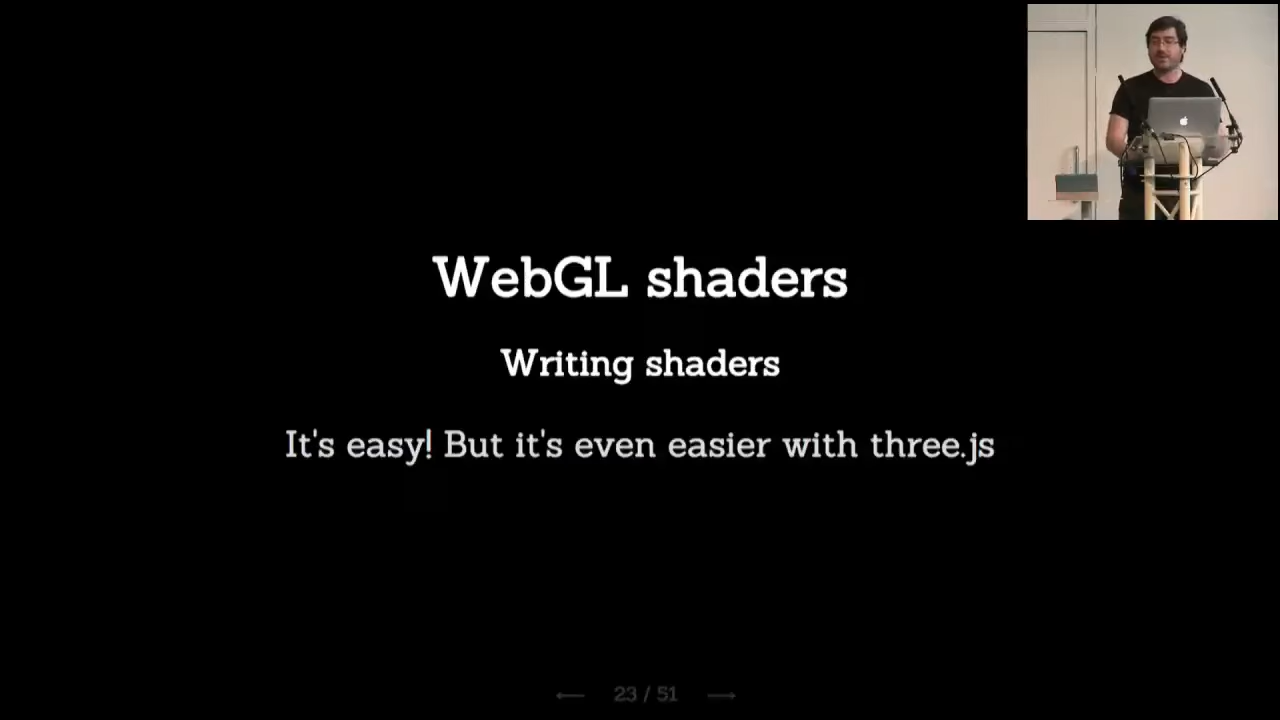 WebGL shaders
Writing shaders
It's easy! But it's even easier with three.js
← 23 / 51 →